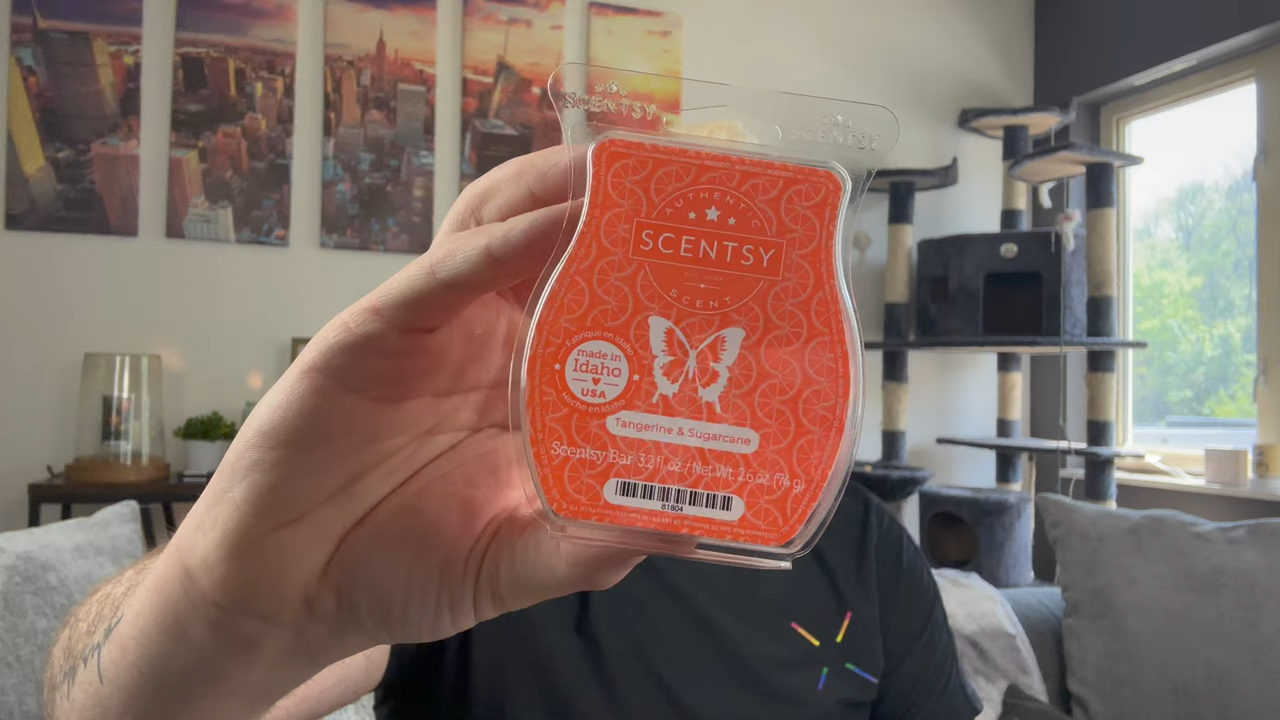 SCENTSY
SCENTSY
AUTHENTIC
SCENTSY
SCENT
Fabrique en Idaho
made in
Idaho
USA
Hecho en Idaho
Tangerine & Sugarcane
Scentsy Bar 3.2 fl oz / Net Wt. 2.6 oz (74 g)
81804